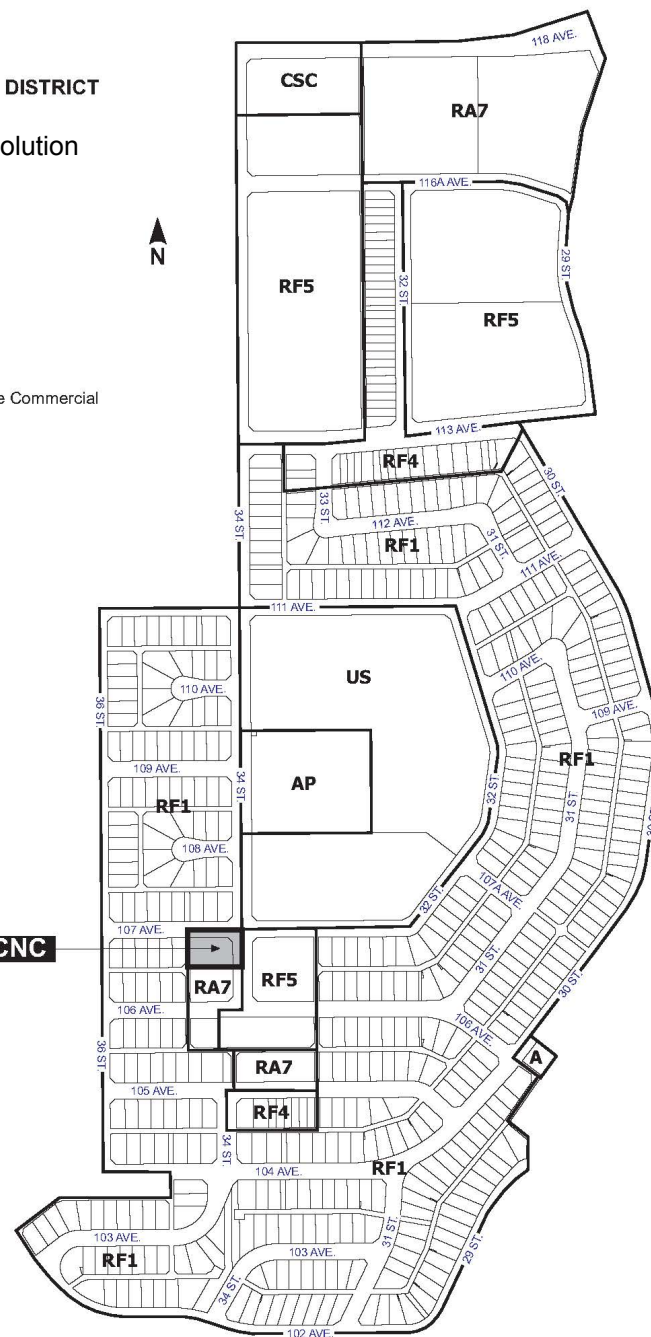 118 AVE.
DISTRICT
CSC
RA7
olution
116A AVE.
N
32 ST.
29 ST.
RF5
RF5
e Commercial
113 AVE.
RF4
30 ST.
34 ST.
33 ST.
112 AVE.
31 ST.
RF1
111 AVE.
111 AVE.
US
110 AVE.
110 AVE.
36 ST.
109 AVE.
109 AVE.
34 ST.
AP
RF1
RF1
32 ST.
31 ST.
108 AVE.
107A AVE.
32 ST.
107 AVE.
CNC
RA7
RF5
31 ST.
30 ST.
106 AVE.
106 AVE.
36 ST.
RA7
A
105 AVE.
RF4
34 ST.
104 AVE.
RF1
103 AVE.
RF1
103 AVE.
31 ST.
29 ST.
34 ST.
102 AVE.